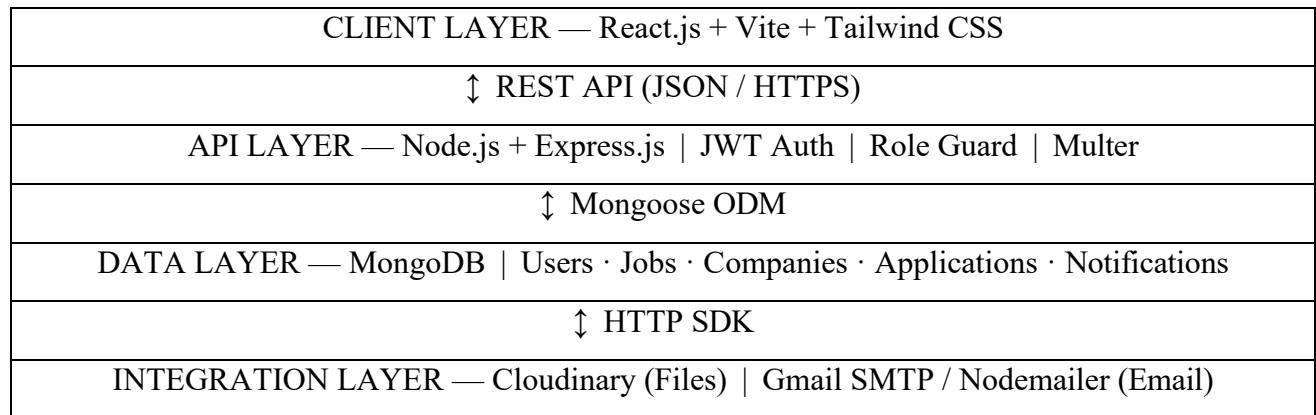 CLIENT LAYER — React.js + Vite + Tailwind CSS
↕ REST API (JSON / HTTPS)
API LAYER — Node.js + Express.js | JWT Auth | Role Guard | Multer
↕ Mongoose ODM
DATA LAYER — MongoDB | Users · Jobs · Companies · Applications · Notifications
↕ HTTP SDK
INTEGRATION LAYER — Cloudinary (Files) | Gmail SMTP / Nodemailer (Email)